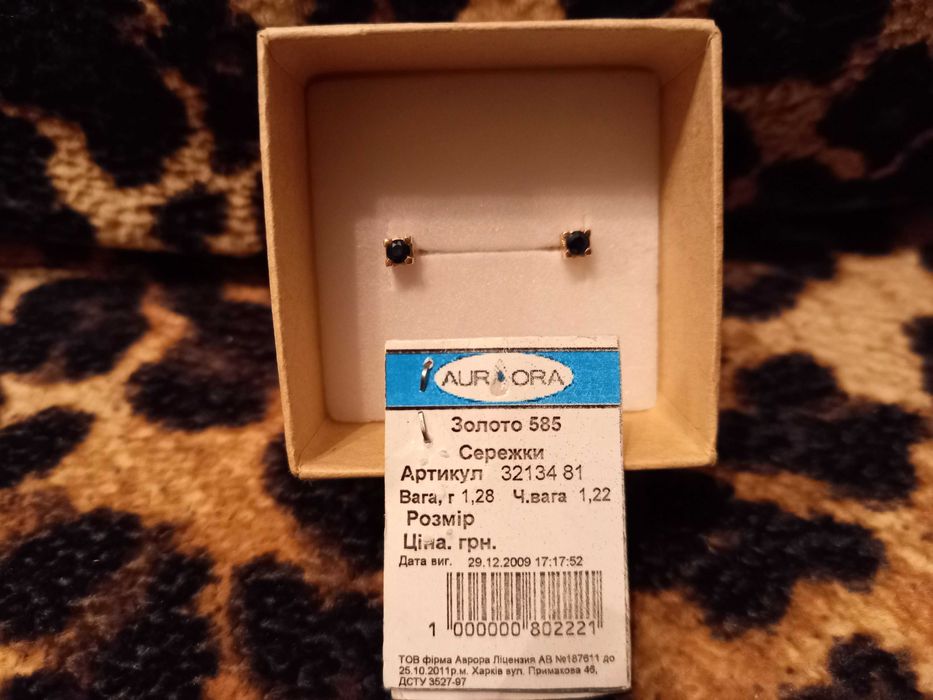 AURORA
Золото 585
Сережки
Артикул 32134 81
Вага, г 1,28 Ч.вага 1,22
Розмір
Ціна. грн.
Дата виг. 29.12.2009 17:17:52
1 000000 802221
ТОВ фірма Аврора Ліцензия АВ №187611 до
25.10.2011р.м. Харків вул. Примакова 46,
ДСТУ 3527-97